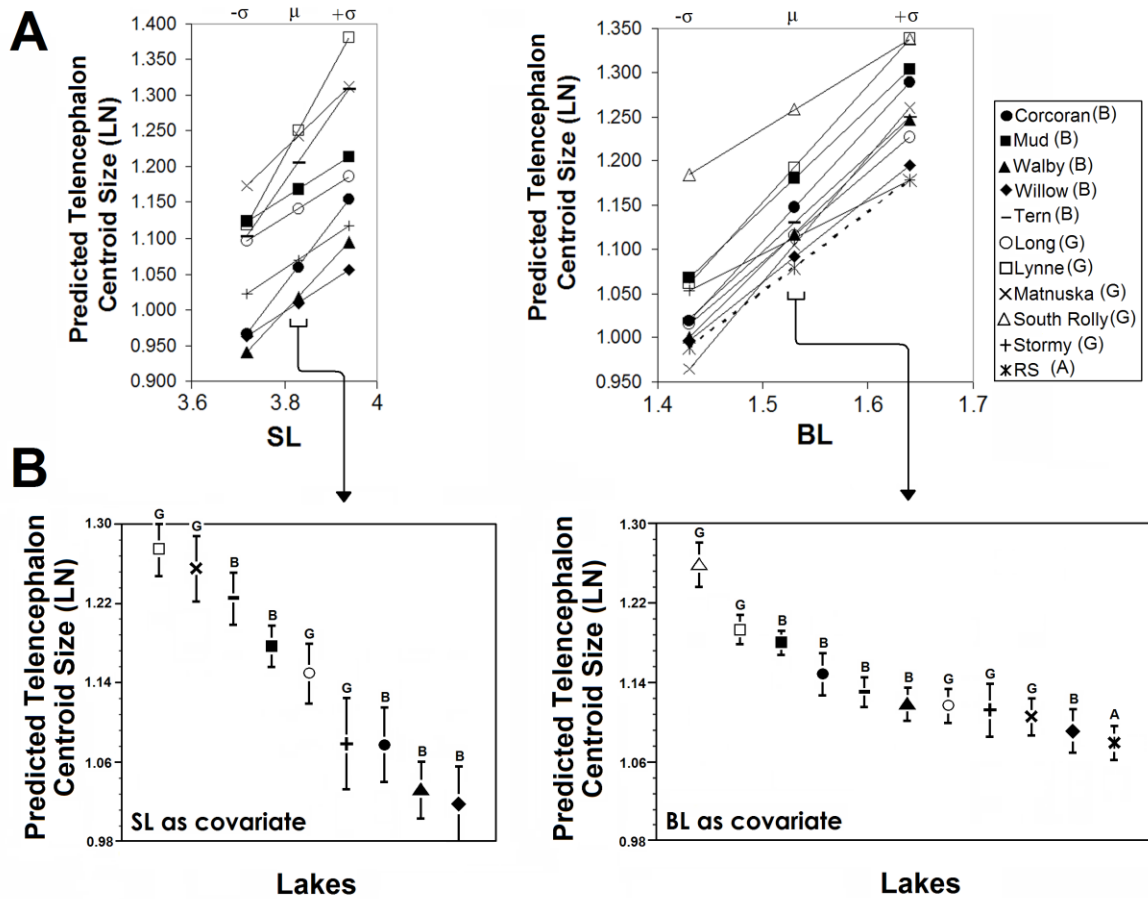 A
-σ μ +σ
1.400
1.350
1.300
1.250
1.200
1.150
1.100
1.050
1.000
0.950
0.900
3.6 3.8 4
SL
Predicted Telencephalon
Centroid Size (LN)
-σ μ +σ
1.350
1.300
1.250
1.200
1.150
1.100
1.050
1.000
0.950
1.4 1.5 1.6 1.7
BL
Predicted Telencephalon
Centroid Size (LN)
Corcoran (B)
Mud (B)
Walby (B)
Willow (B)
Tern (B)
Long (G)
Lynne (G)
Matnuska (G)
South Rolly (G)
Stormy (G)
RS (A)
B
Predicted Telencephalon
Centroid Size (LN)
1.30
1.22
1.14
1.06
0.98
G G B B G G B B B
SL as covariate
Lakes
Predicted Telencephalon
Centroid Size (LN)
1.30
1.22
1.14
1.06
0.98
G G B B B B G G G B A
BL as covariate
Lakes